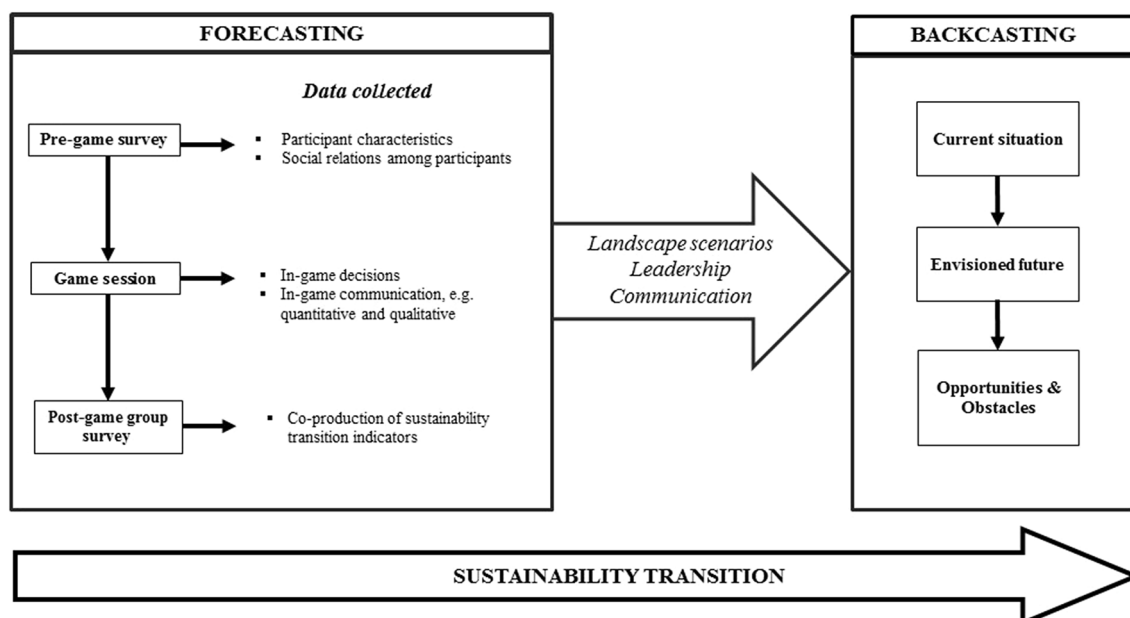 FORECASTING
Data collected
Pre-game survey
▪ Participant characteristics
▪ Social relations among participants
Game session
▪ In-game decisions
▪ In-game communication, e.g.
quantitative and qualitative
Post-game group
survey
▪ Co-production of sustainability
transition indicators
Landscape scenarios
Leadership
Communication
BACKCASTING
Current situation
Envisioned future
Opportunities &
Obstacles
SUSTAINABILITY TRANSITION